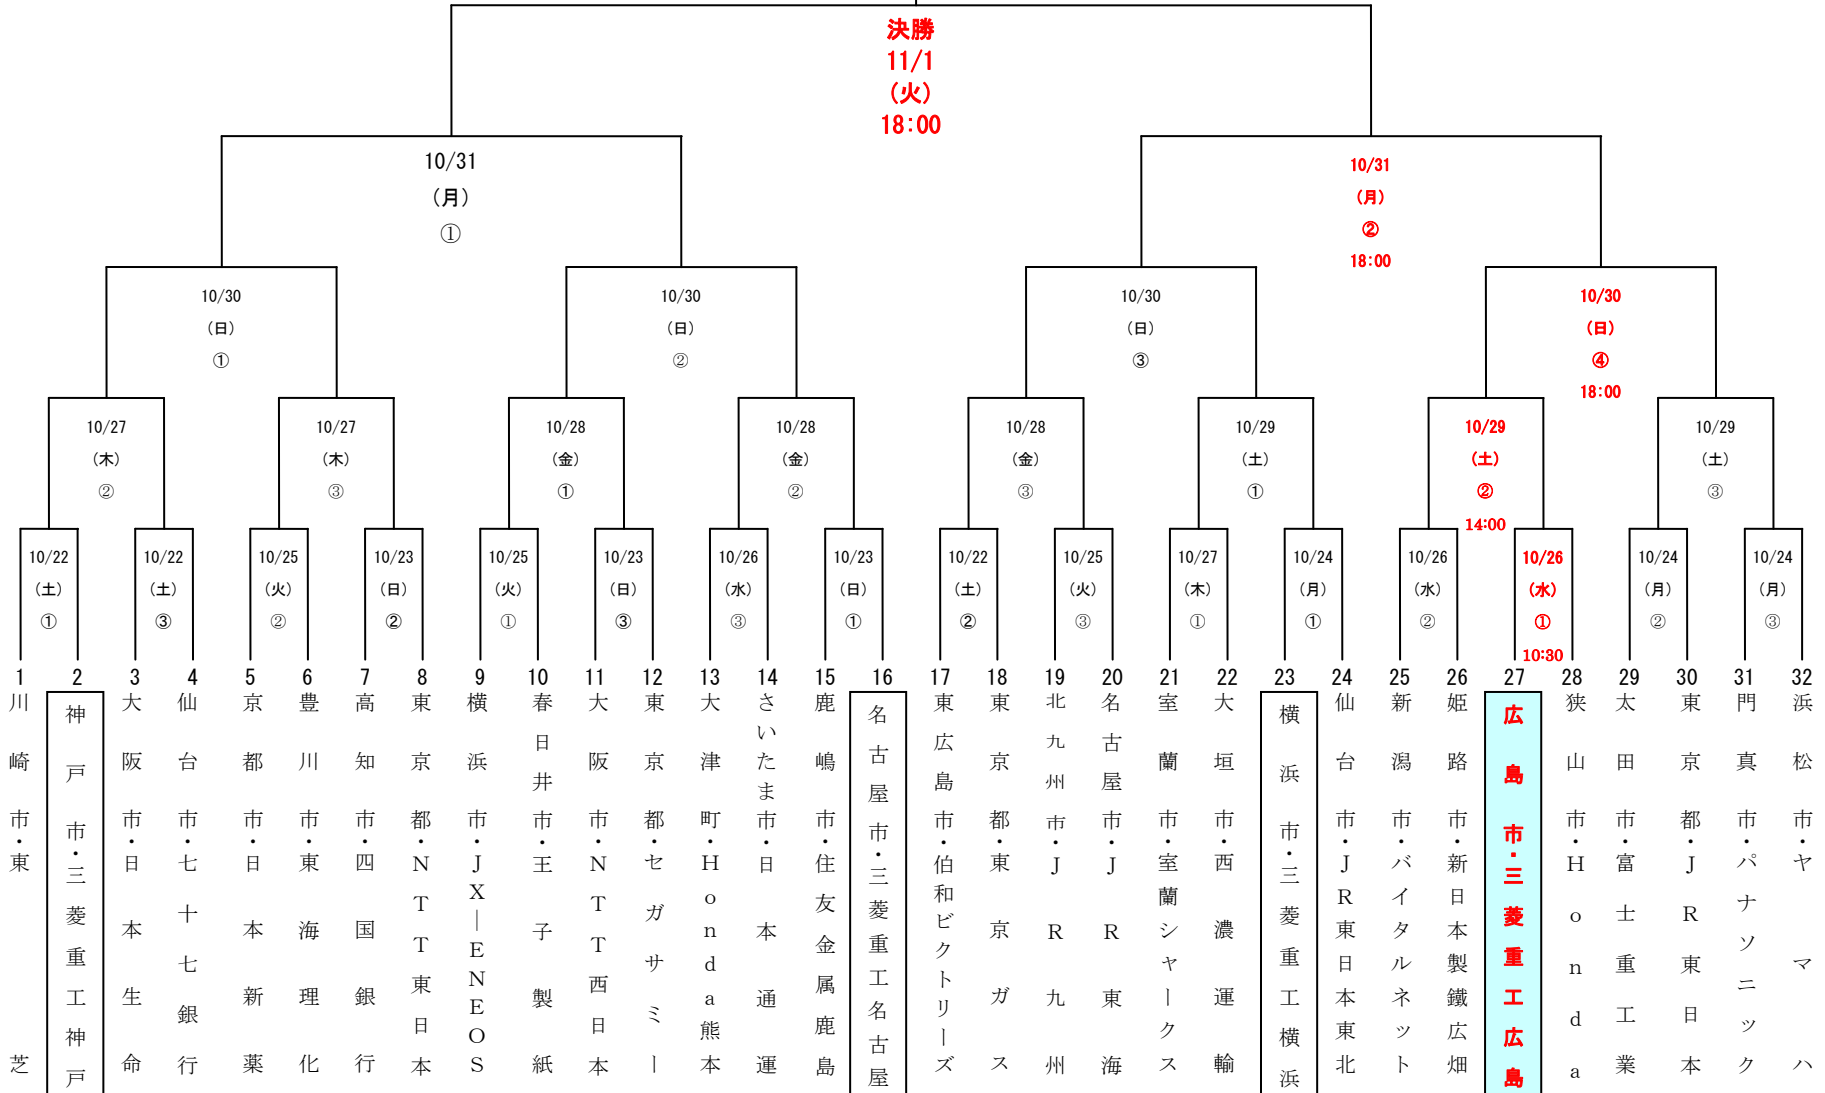 決勝
11/1
(火)
18:00
10/31
(月)
①
10/31
(月)
②
18:00
10/30
(日)
①
10/30
(日)
②
10/30
(日)
③
10/30
(日)
④
18:00
10/27
(木)
②
10/27
(木)
③
10/28
(金)
①
10/28
(金)
②
10/28
(金)
③
10/29
(土)
①
10/29
(土)
②
14:00
10/29
(土)
③
10/22
(土)
①
10/22
(土)
③
10/25
(火)
②
10/23
(日)
②
10/25
(火)
①
10/23
(日)
③
10/26
(水)
③
10/23
(日)
①
10/22
(土)
②
10/25
(火)
③
10/27
(木)
①
10/24
(月)
①
10/26
(水)
②
10/26
(水)
①
10:30
10/24
(月)
②
10/24
(月)
③
1
川崎市・東芝
2
神戸市・三菱重工神戸
3
大阪市・日本生命
4
仙台市・七十七銀行
5
京都市・日本新薬
6
豊川市・東海理化
7
高知市・四国銀行
8
東京都・NTT東日本
9
横浜市・JX―ENEOS
10
春日井市・王子製紙
11
大阪市・NTT西日本
12
東京都・セガサミー
13
大津町・Honda熊本
14
さいたま市・日本通運
15
鹿嶋市・住友金属鹿島
16
名古屋市・三菱重工名古屋
17
東広島市・伯和ビクトリーズ
18
東京都・東京ガス
19
北九州市・JR九州
20
名古屋市・JR東海
21
室蘭市・室蘭シャークス
22
大垣市・西濃運輸
23
横浜市・三菱重工横浜
24
仙台市・JR東日本東北
25
新潟市・バイタルネット
26
姫路市・新日本製鐵広畑
27
広島市・三菱重工広島
28
狭山市・Honda
29
太田市・富士重工業
30
東京都・JR東日本
31
門真市・パナソニック
32
浜松市・ヤマハ